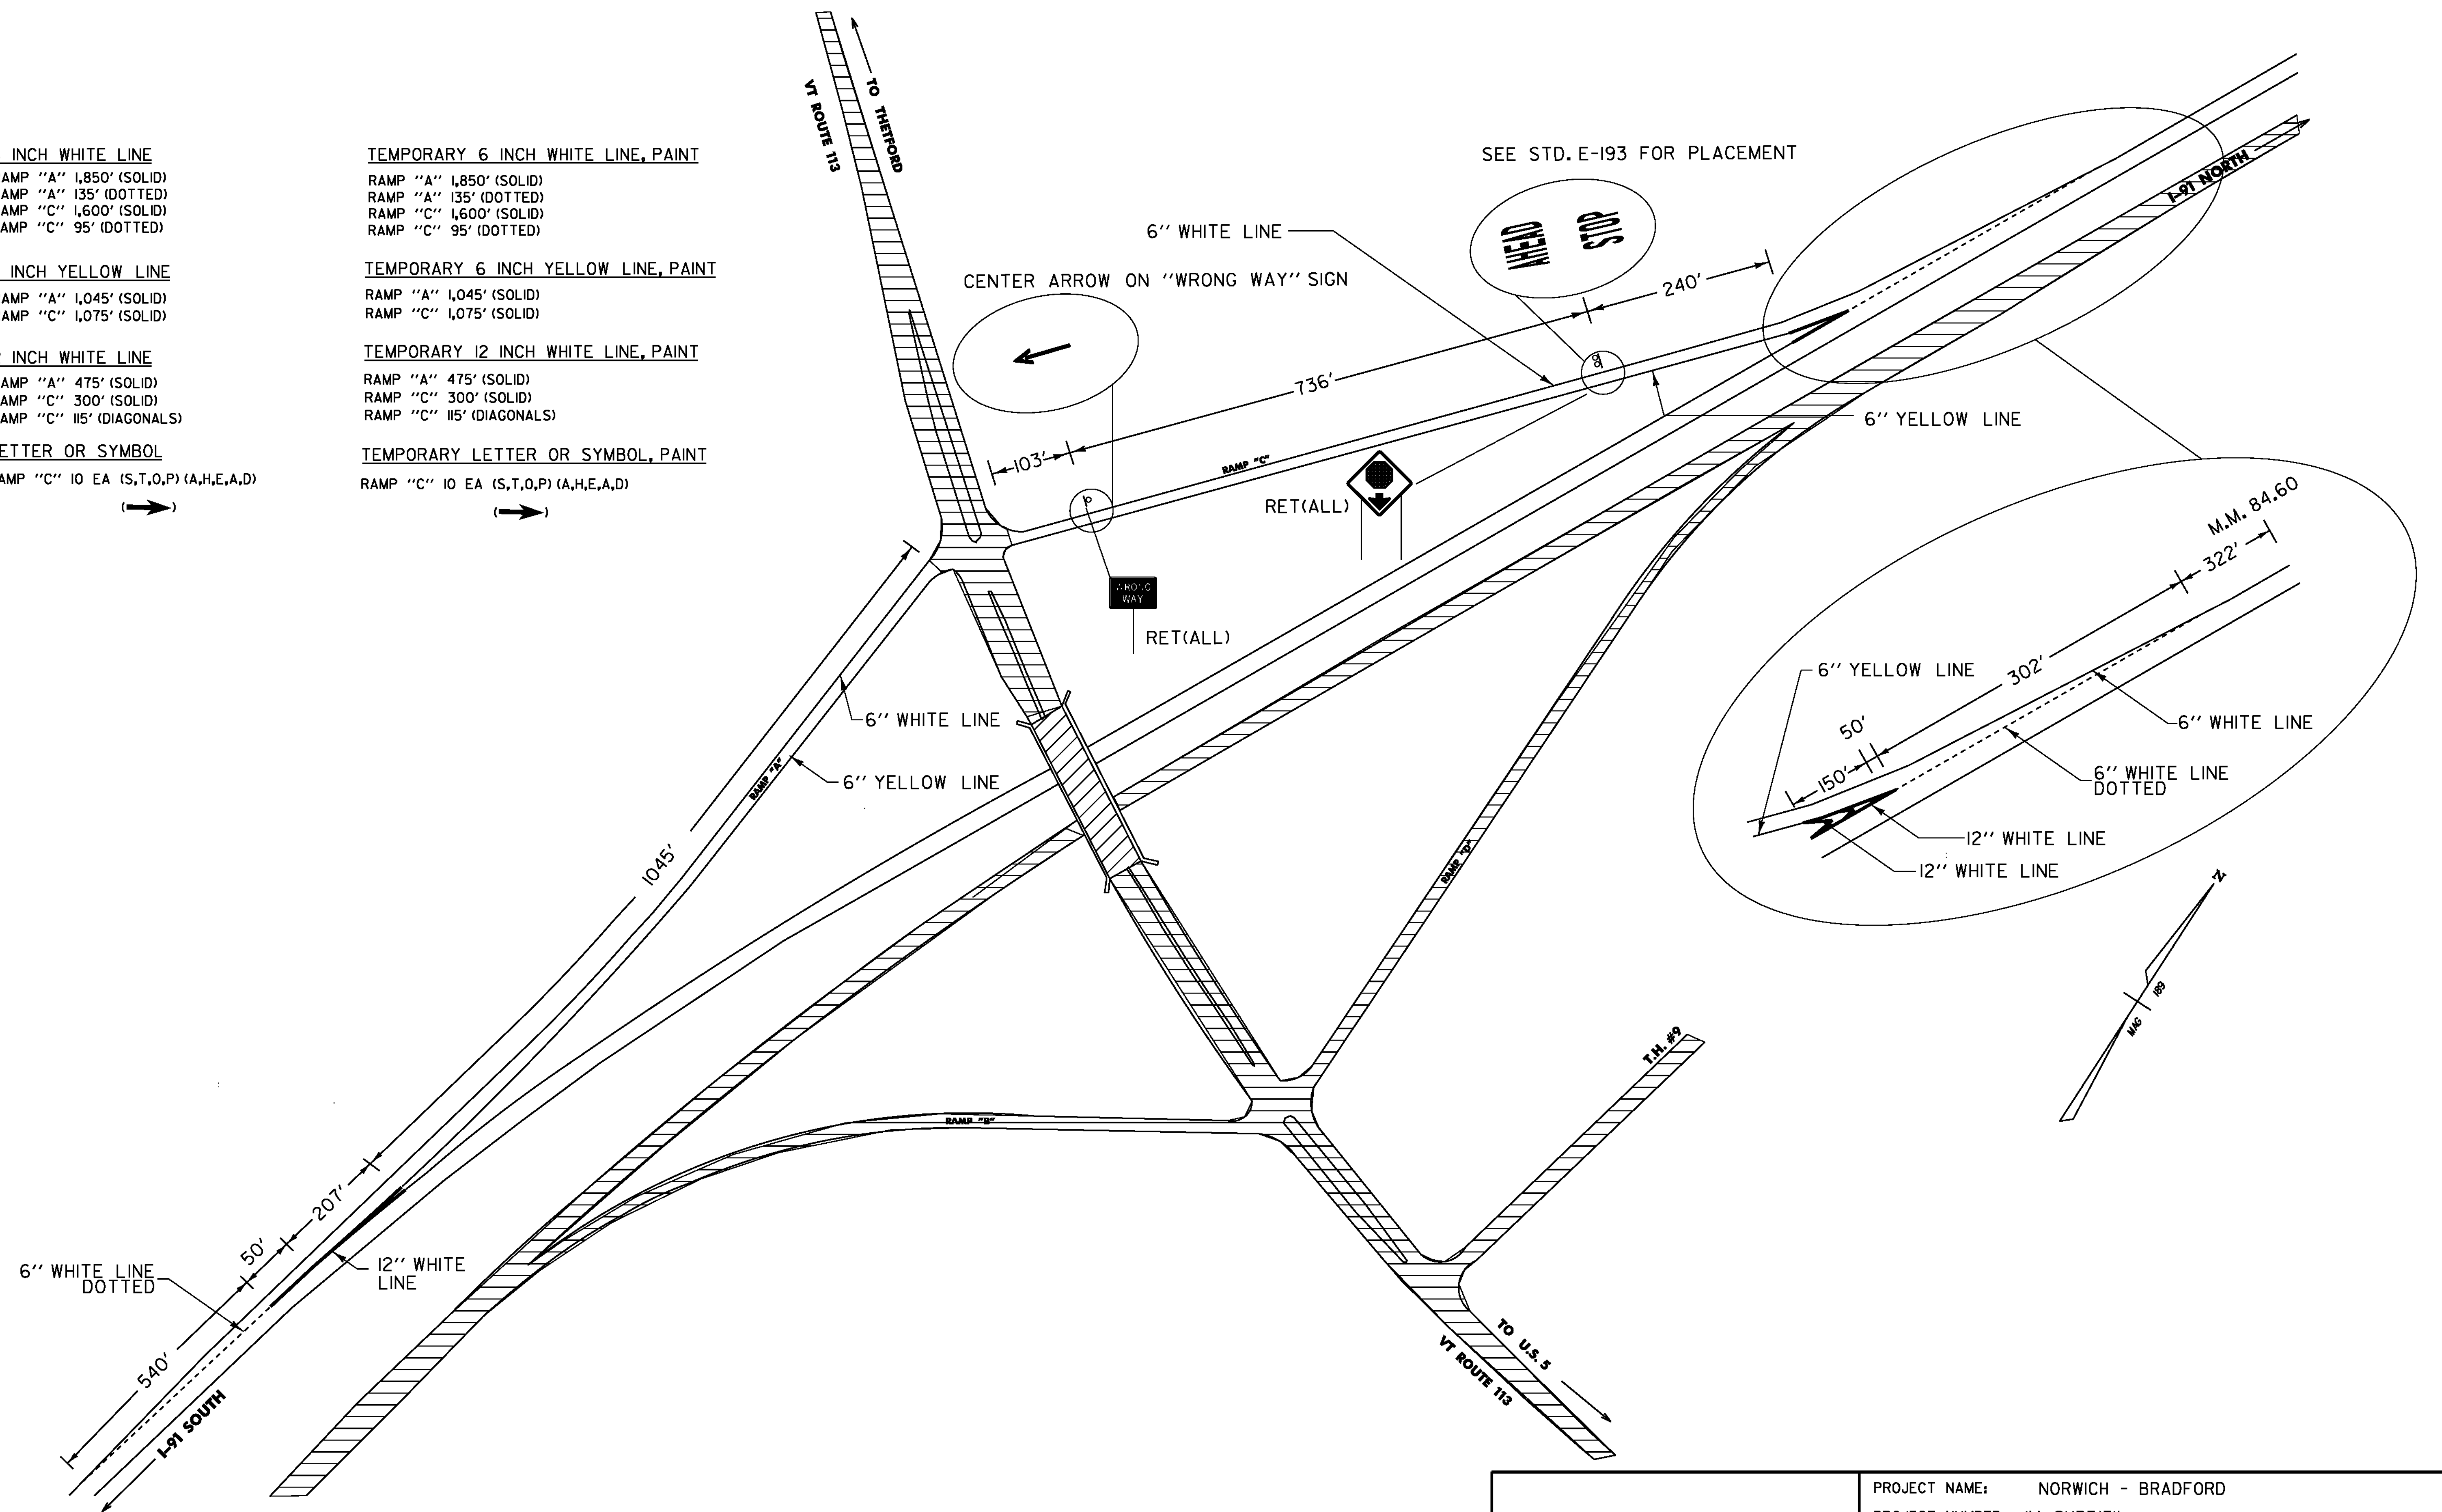 INCH WHITE LINE
AMP "A" 1,850' (SOLID)
AMP "A" 135' (DOTTED)
AMP "C" 1,600' (SOLID)
AMP "C" 95' (DOTTED)
INCH YELLOW LINE
AMP "A" 1,045' (SOLID)
AMP "C" 1,075' (SOLID)
INCH WHITE LINE
AMP "A" 475' (SOLID)
AMP "C" 300' (SOLID)
AMP "C" 115' (DIAGONALS)
ETTER OR SYMBOL
AMP "C" 10 EA (S,T,O,P) (A,H,E,A,D)
TEMPORARY 6 INCH WHITE LINE, PAINT
RAMP "A" 1,850' (SOLID)
RAMP "A" 135' (DOTTED)
RAMP "C" 1,600' (SOLID)
RAMP "C" 95' (DOTTED)
TEMPORARY 6 INCH YELLOW LINE, PAINT
RAMP "A" 1,045' (SOLID)
RAMP "C" 1,075' (SOLID)
TEMPORARY 12 INCH WHITE LINE, PAINT
RAMP "A" 475' (SOLID)
RAMP "C" 300' (SOLID)
RAMP "C" 115' (DIAGONALS)
TEMPORARY LETTER OR SYMBOL, PAINT
RAMP "C" 10 EA (S,T,O,P) (A,H,E,A,D)
VT ROUTE 113
TO THETFORD
SEE STD. E-193 FOR PLACEMENT
AHEAD
STOP
6" WHITE LINE
CENTER ARROW ON "WRONG WAY" SIGN
240'
736'
103'
RAMP "C"
I-91 NORTH
6" YELLOW LINE
RET(ALL)
WRONG
WAY
RET(ALL)
M.M. 84.60
322'
302'
50'
150'
6" YELLOW LINE
6" WHITE LINE
6" WHITE LINE
DOTTED
12" WHITE LINE
12" WHITE LINE
6" WHITE LINE
6" YELLOW LINE
RAMP "A"
1045'
RAMP "D"
N
MAG
189
T.H. #9
RAMP "B"
207'
50'
540'
6" WHITE LINE
DOTTED
12" WHITE
LINE
I-91 SOUTH
TO U.S. 5
VT ROUTE 113
PROJECT NAME: NORWICH - BRADFORD